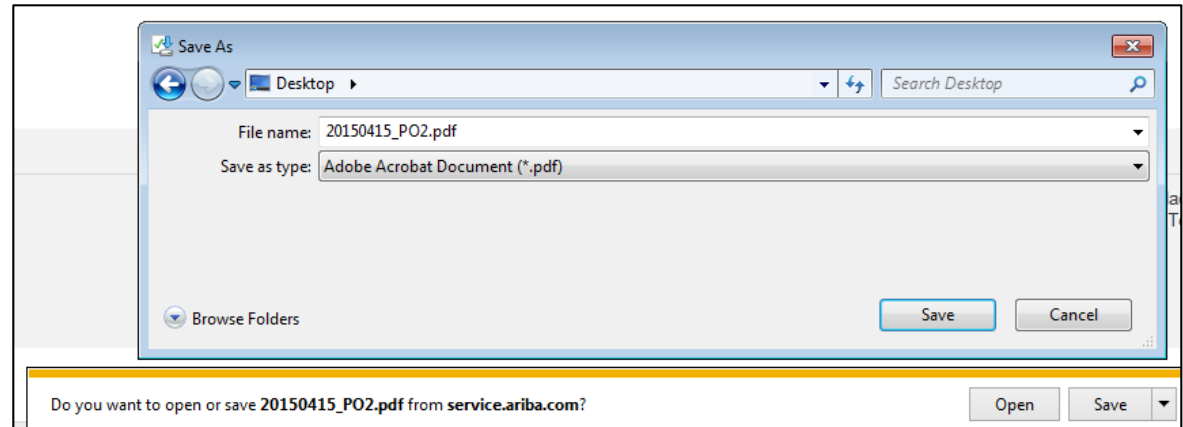 Save As
Desktop
Search Desktop
File name: 20150415_PO2.pdf
Save as type: Adobe Acrobat Document (*.pdf)
Browse Folders
Save Cancel
Do you want to open or save 20150415_PO2.pdf from service.ariba.com?
Open Save